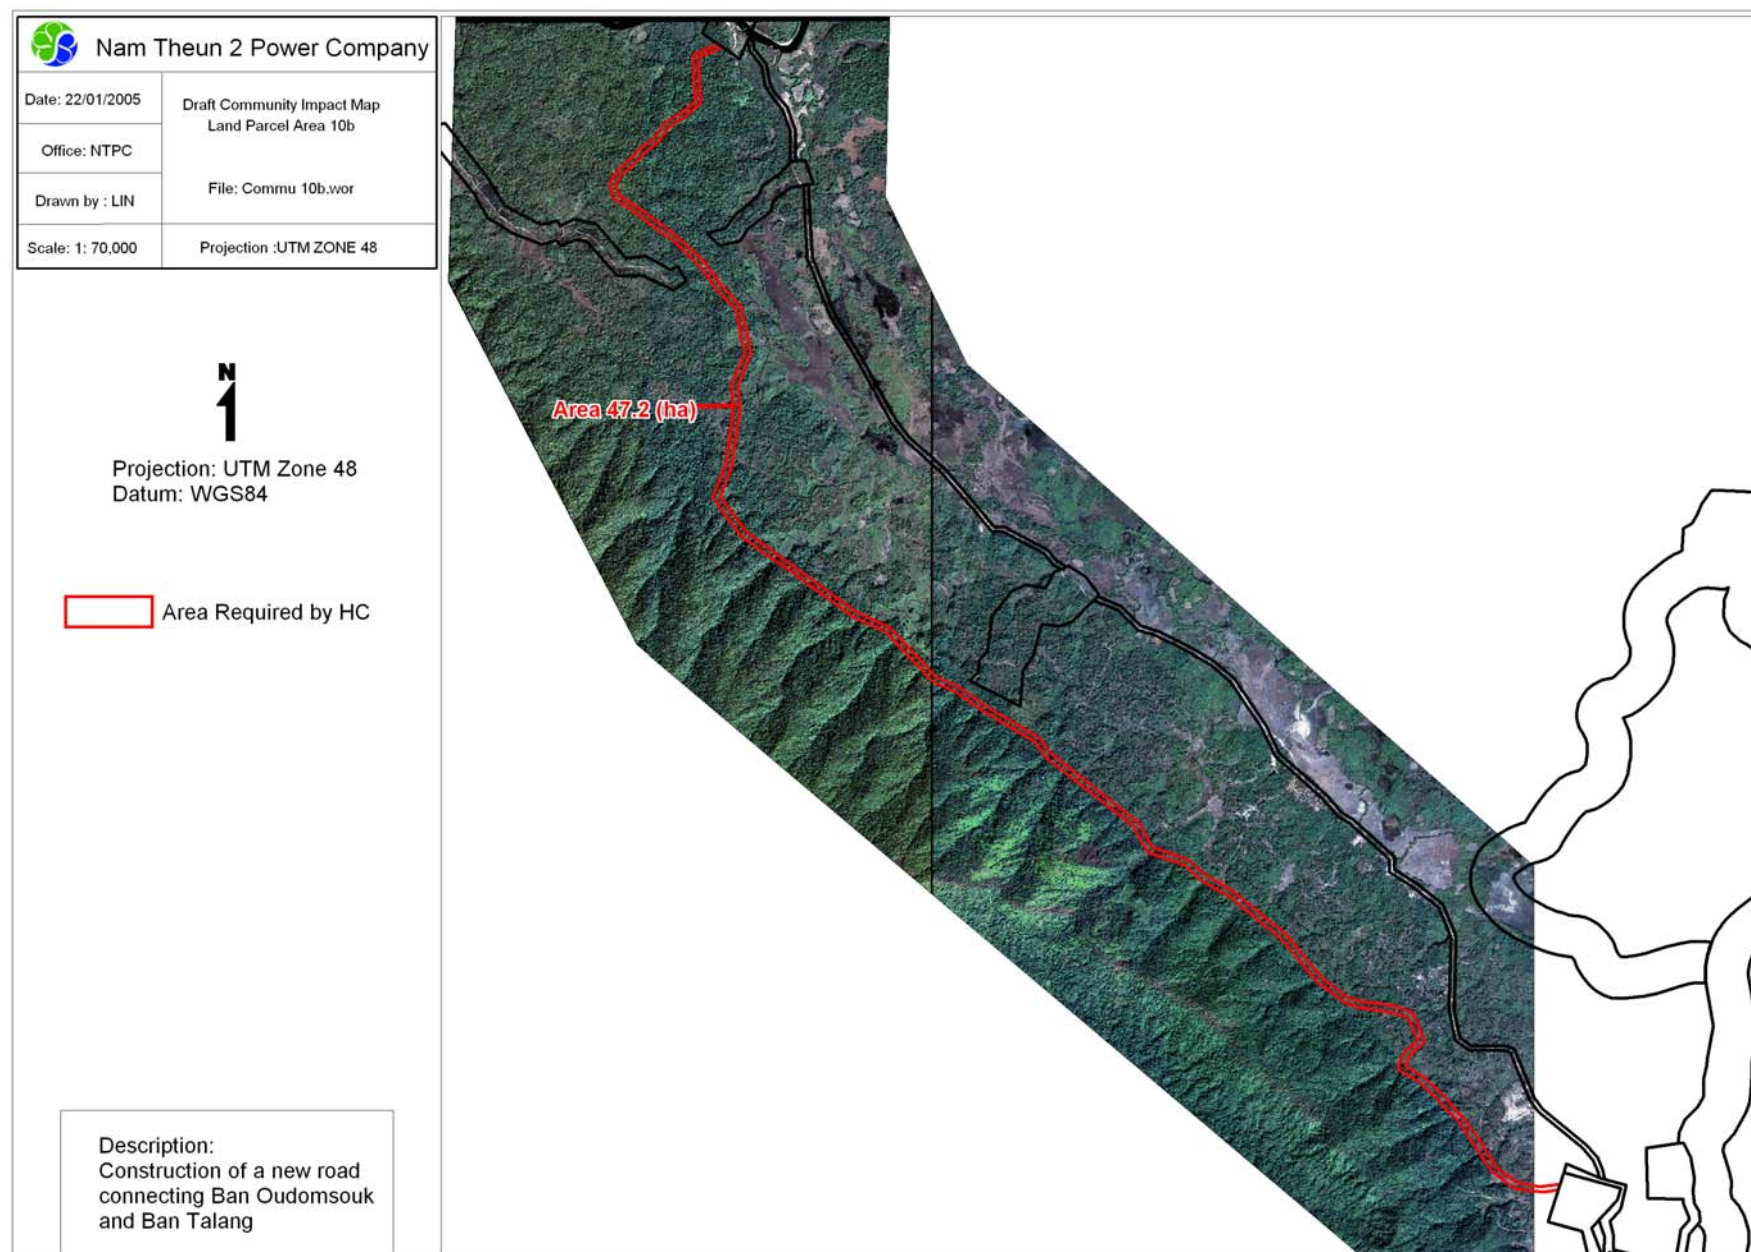 Nam Theun 2 Power Company
Date: 22/01/2005
Draft Community Impact Map
Land Parcel Area 10b
Office: NTPC
File: Commu 10b.wor
Drawn by : LIN
Scale: 1: 70,000
Projection :UTM ZONE 48
N
Projection: UTM Zone 48
Datum: WGS84
Area Required by HC
Area 47.2 (ha)
Description:
Construction of a new road
connecting Ban Oudomsouk
and Ban Talang